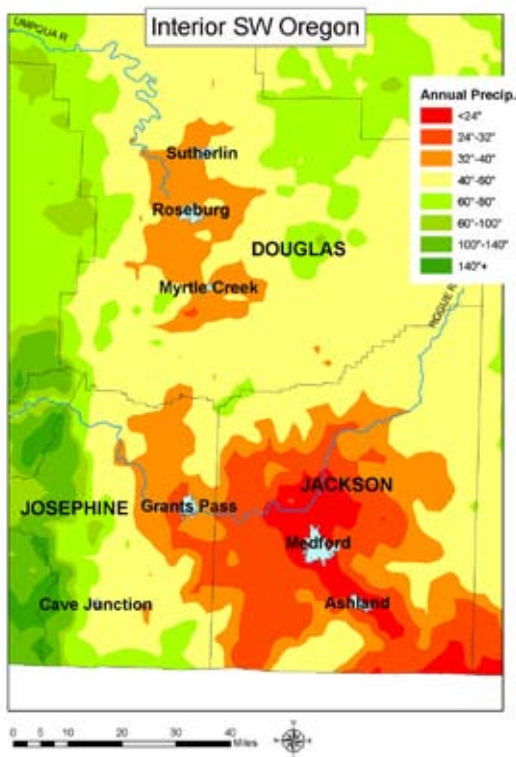 Interior SW Oregon
UMPQUA R.
Annual Precip.
<24"
24"-32"
32"-40"
40"-60"
60"-80"
60"-100"
100"-140"
140"+
Sutherlin
Roseburg
DOUGLAS
Myrtle Creek
ROGUE R.
JACKSON
JOSEPHINE
Grants Pass
Medford
Cave Junction
Ashland
0 5 10 20 30 40
Miles